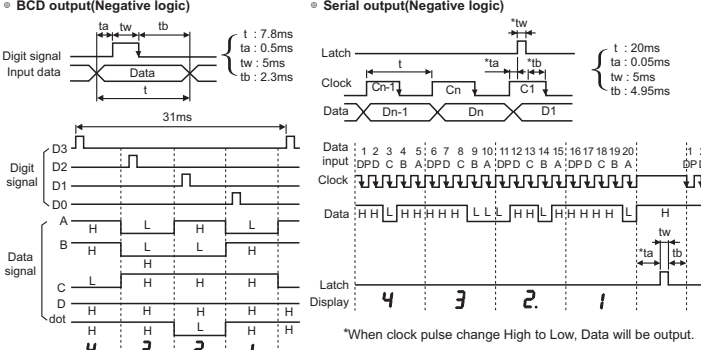 BCD output(Negative logic)
ta tw tb
Digit signal
Input data
Data
t
t : 7.8ms
ta : 0.5ms
tw : 5ms
tb : 2.3ms
31ms
D3
D2
D1
D0
Digit
signal
A
H L H L
B
H L L H
H
C
L H H H
D
H H H H H
dot
H H L H H
Data
signal
4 3 2 1
Serial output(Negative logic)
*tw
Latch
t
*ta *tb
Clock
Cn-1 Cn C1
Data
Dn-1 Dn D1
t : 20ms
ta : 0.05ms
tw : 5ms
tb : 4.95ms
Data
input
1 2 3 4 5 6 7 8 9 10 11 12 13 14 15 16 17 18 19 20
DP D C B A DP D C B A DP D C B A DP D C B A
Clock
Data
H H L H H H H H L L L H H L H H H H H L H
tw
*ta tb
Latch
Display
4 3 2. 1
*When clock pulse change High to Low, Data will be output.